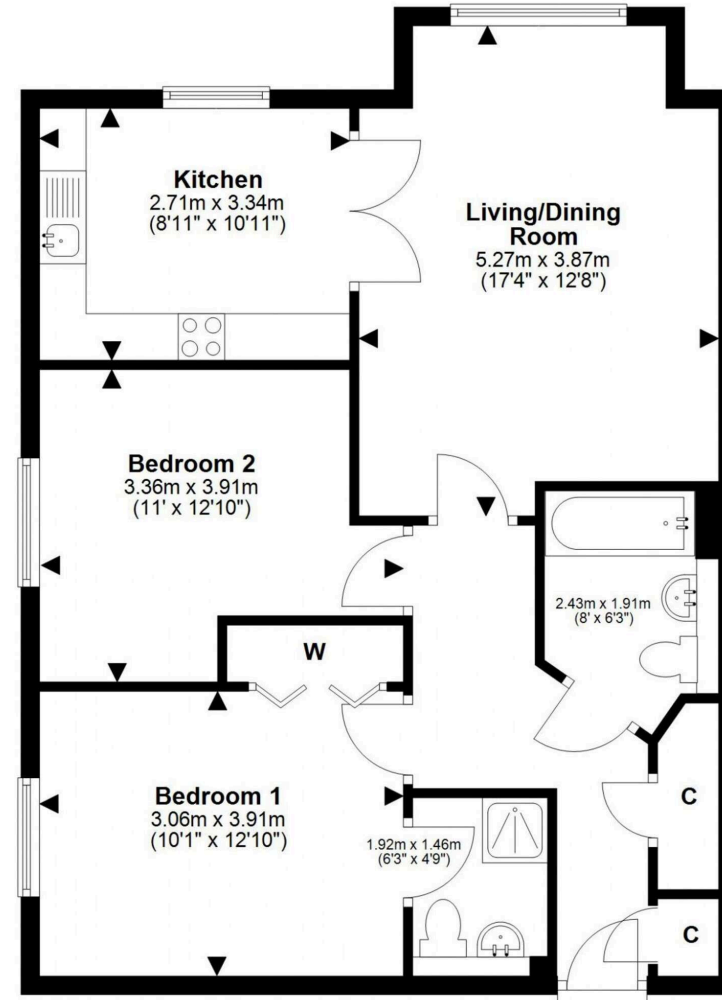 Kitchen
2.71m x 3.34m
(8'11" x 10'11")
Living/Dining
Room
5.27m x 3.87m
(17'4" x 12'8")
Bedroom 2
3.36m x 3.91m
(11' x 12'10")
2.43m x 1.91m
(8' x 6'3")
W
Bedroom 1
3.06m x 3.91m
(10'1" x 12'10")
1.92m x 1.46m
(6'3" x 4'9")
C
C